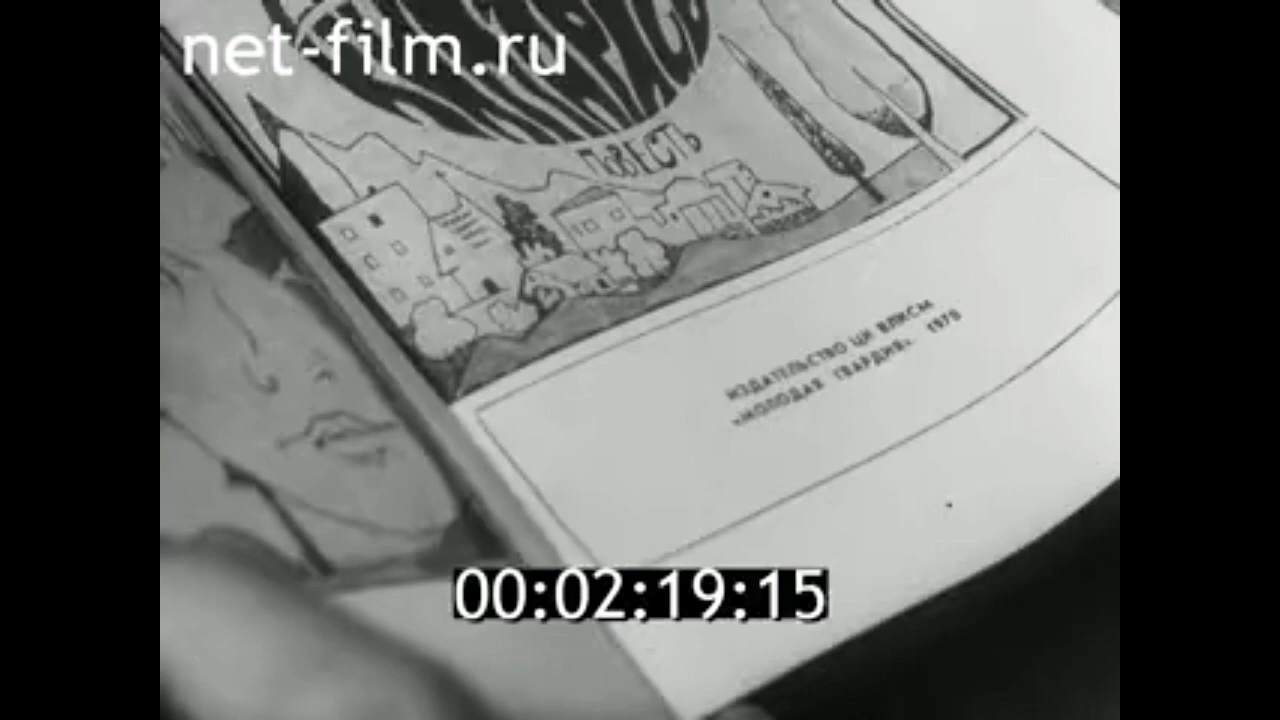 net-film.ru
ПОВЕСТЬ
ИЗДАТЕЛЬСТВО ЦК ВЛКСМ
«МОЛОДАЯ ГВАРДИЯ». 1970
00:02:19:15